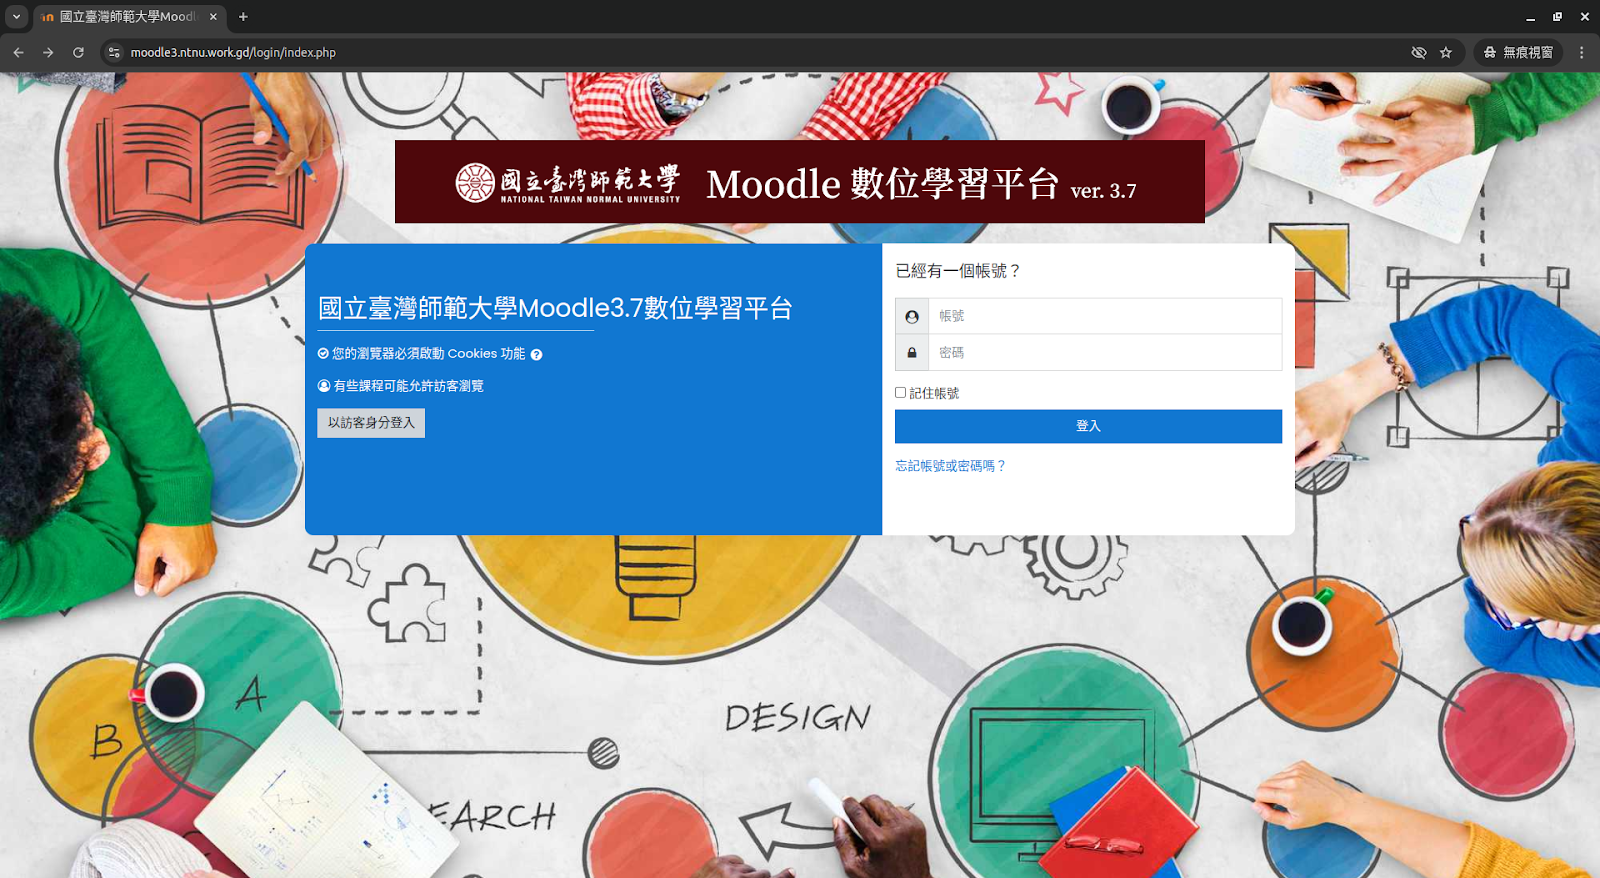 國立臺灣師範大學Moodl
moodle3.ntnu.work.gd/login/index.php
無痕視窗
國立臺灣師範大學
NATIONAL TAIWAN NORMAL UNIVERSITY
Moodle 數位學習平台 ver. 3.7
國立臺灣師範大學Moodle3.7數位學習平台
您的瀏覽器必須啟動 Cookies 功能
有些課程可能允許訪客瀏覽
以訪客身分登入
已經有一個帳號？
帳號
密碼
記住帳號
登入
忘記帳號或密碼嗎？
A
B
DESIGN
EARCH